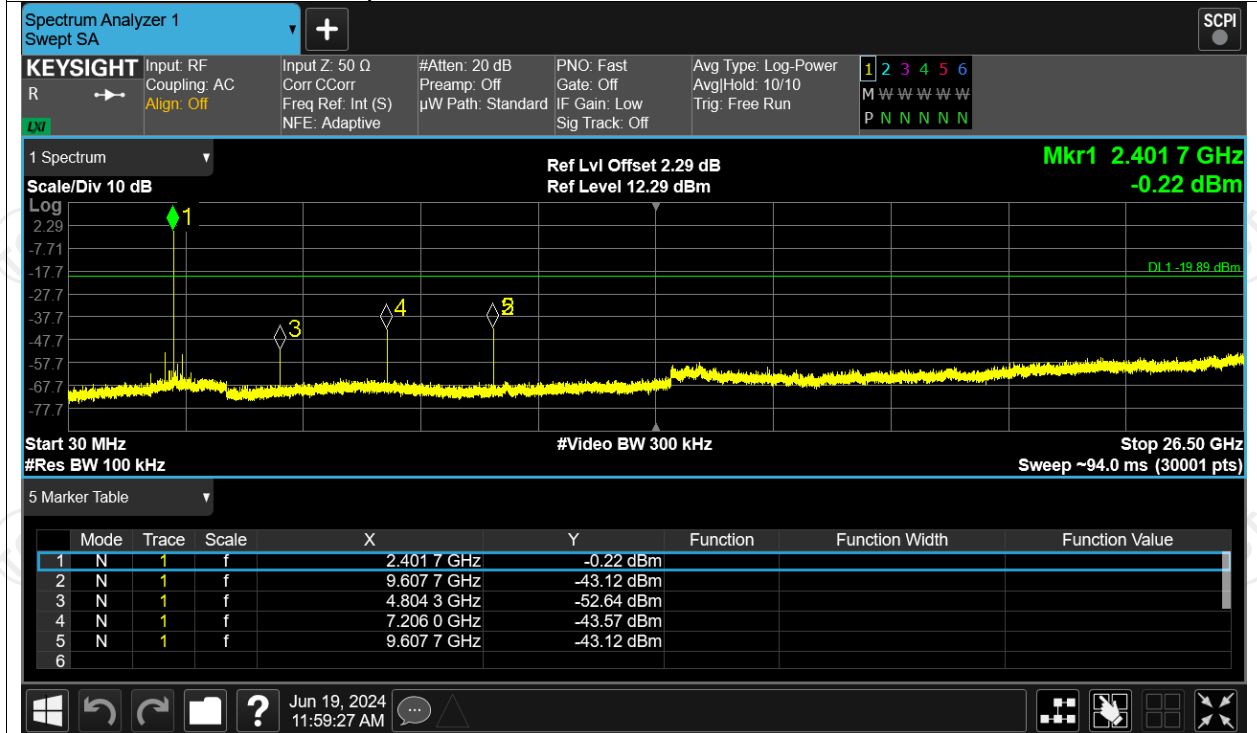 Spectrum Analyzer 1
Swept SA
+
SCPI
KEYSIGHT
R
LXI
Input: RF
Coupling: AC
Align: Off
Input Z: 50 Ω
Corr CCorr
Freq Ref: Int (S)
NFE: Adaptive
#Atten: 20 dB
Preamp: Off
µW Path: Standard
PNO: Fast
Gate: Off
IF Gain: Low
Sig Track: Off
Avg Type: Log-Power
Avg|Hold: 10/10
Trig: Free Run
1 2 3 4 5 6
M W W W W W
P N N N N N
1 Spectrum
Scale/Div 10 dB
Ref Lvl Offset 2.29 dB
Ref Level 12.29 dBm
Mkr1 2.401 7 GHz
-0.22 dBm
Log
2.29
-7.71
-17.7
-27.7
-37.7
-47.7
-57.7
-67.7
-77.7
1
3
4
DL1 -19.89 dBm
Start 30 MHz
#Res BW 100 kHz
#Video BW 300 kHz
Stop 26.50 GHz
Sweep ~94.0 ms (30001 pts)
5 Marker Table
Mode Trace Scale X Y Function Function Width Function Value
1 N 1 f 2.401 7 GHz -0.22 dBm
2 N 1 f 9.607 7 GHz -43.12 dBm
3 N 1 f 4.804 3 GHz -52.64 dBm
4 N 1 f 7.206 0 GHz -43.57 dBm
5 N 1 f 9.607 7 GHz -43.12 dBm
6
?
Jun 19, 2024
11:59:27 AM